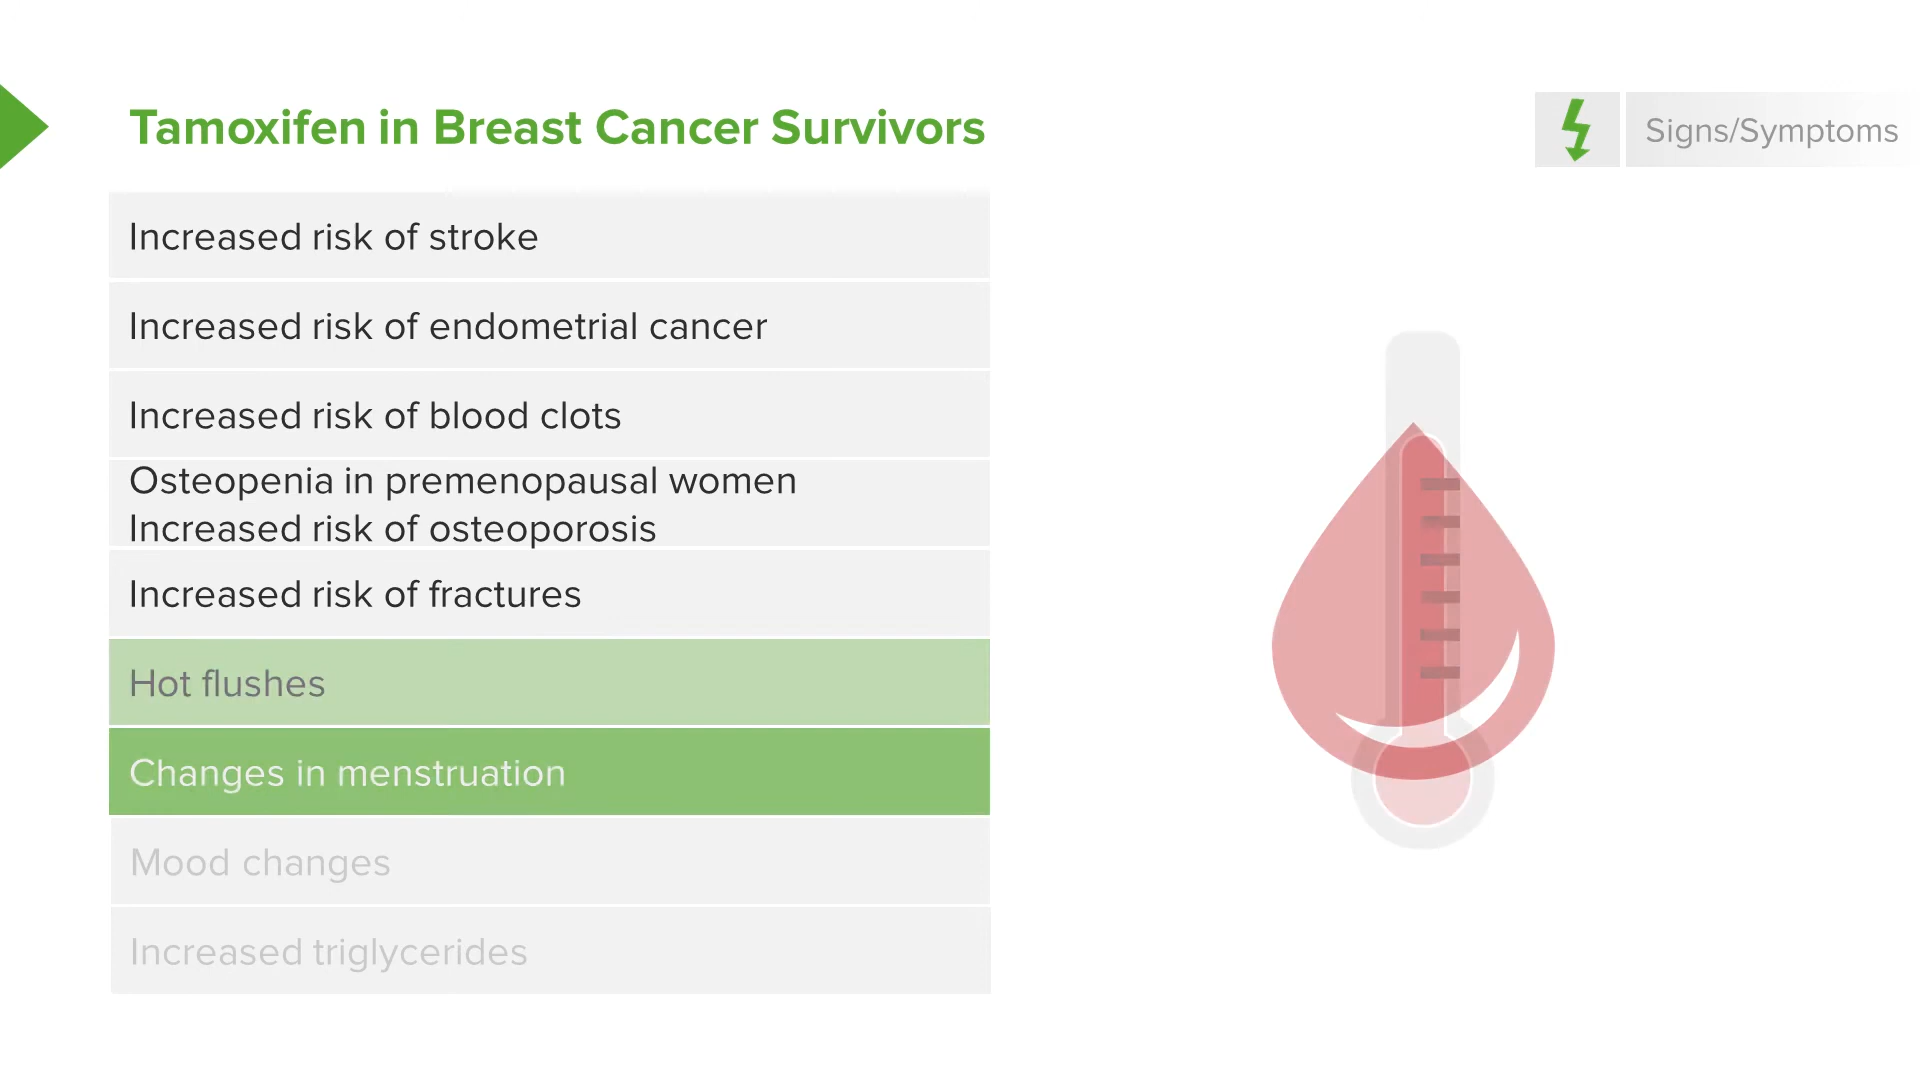 Tamoxifen in Breast Cancer Survivors
Signs/Symptoms
Increased risk of stroke
Increased risk of endometrial cancer
Increased risk of blood clots
Osteopenia in premenopausal women
Increased risk of osteoporosis
Increased risk of fractures
Hot flushes
Changes in menstruation
Mood changes
Increased triglycerides